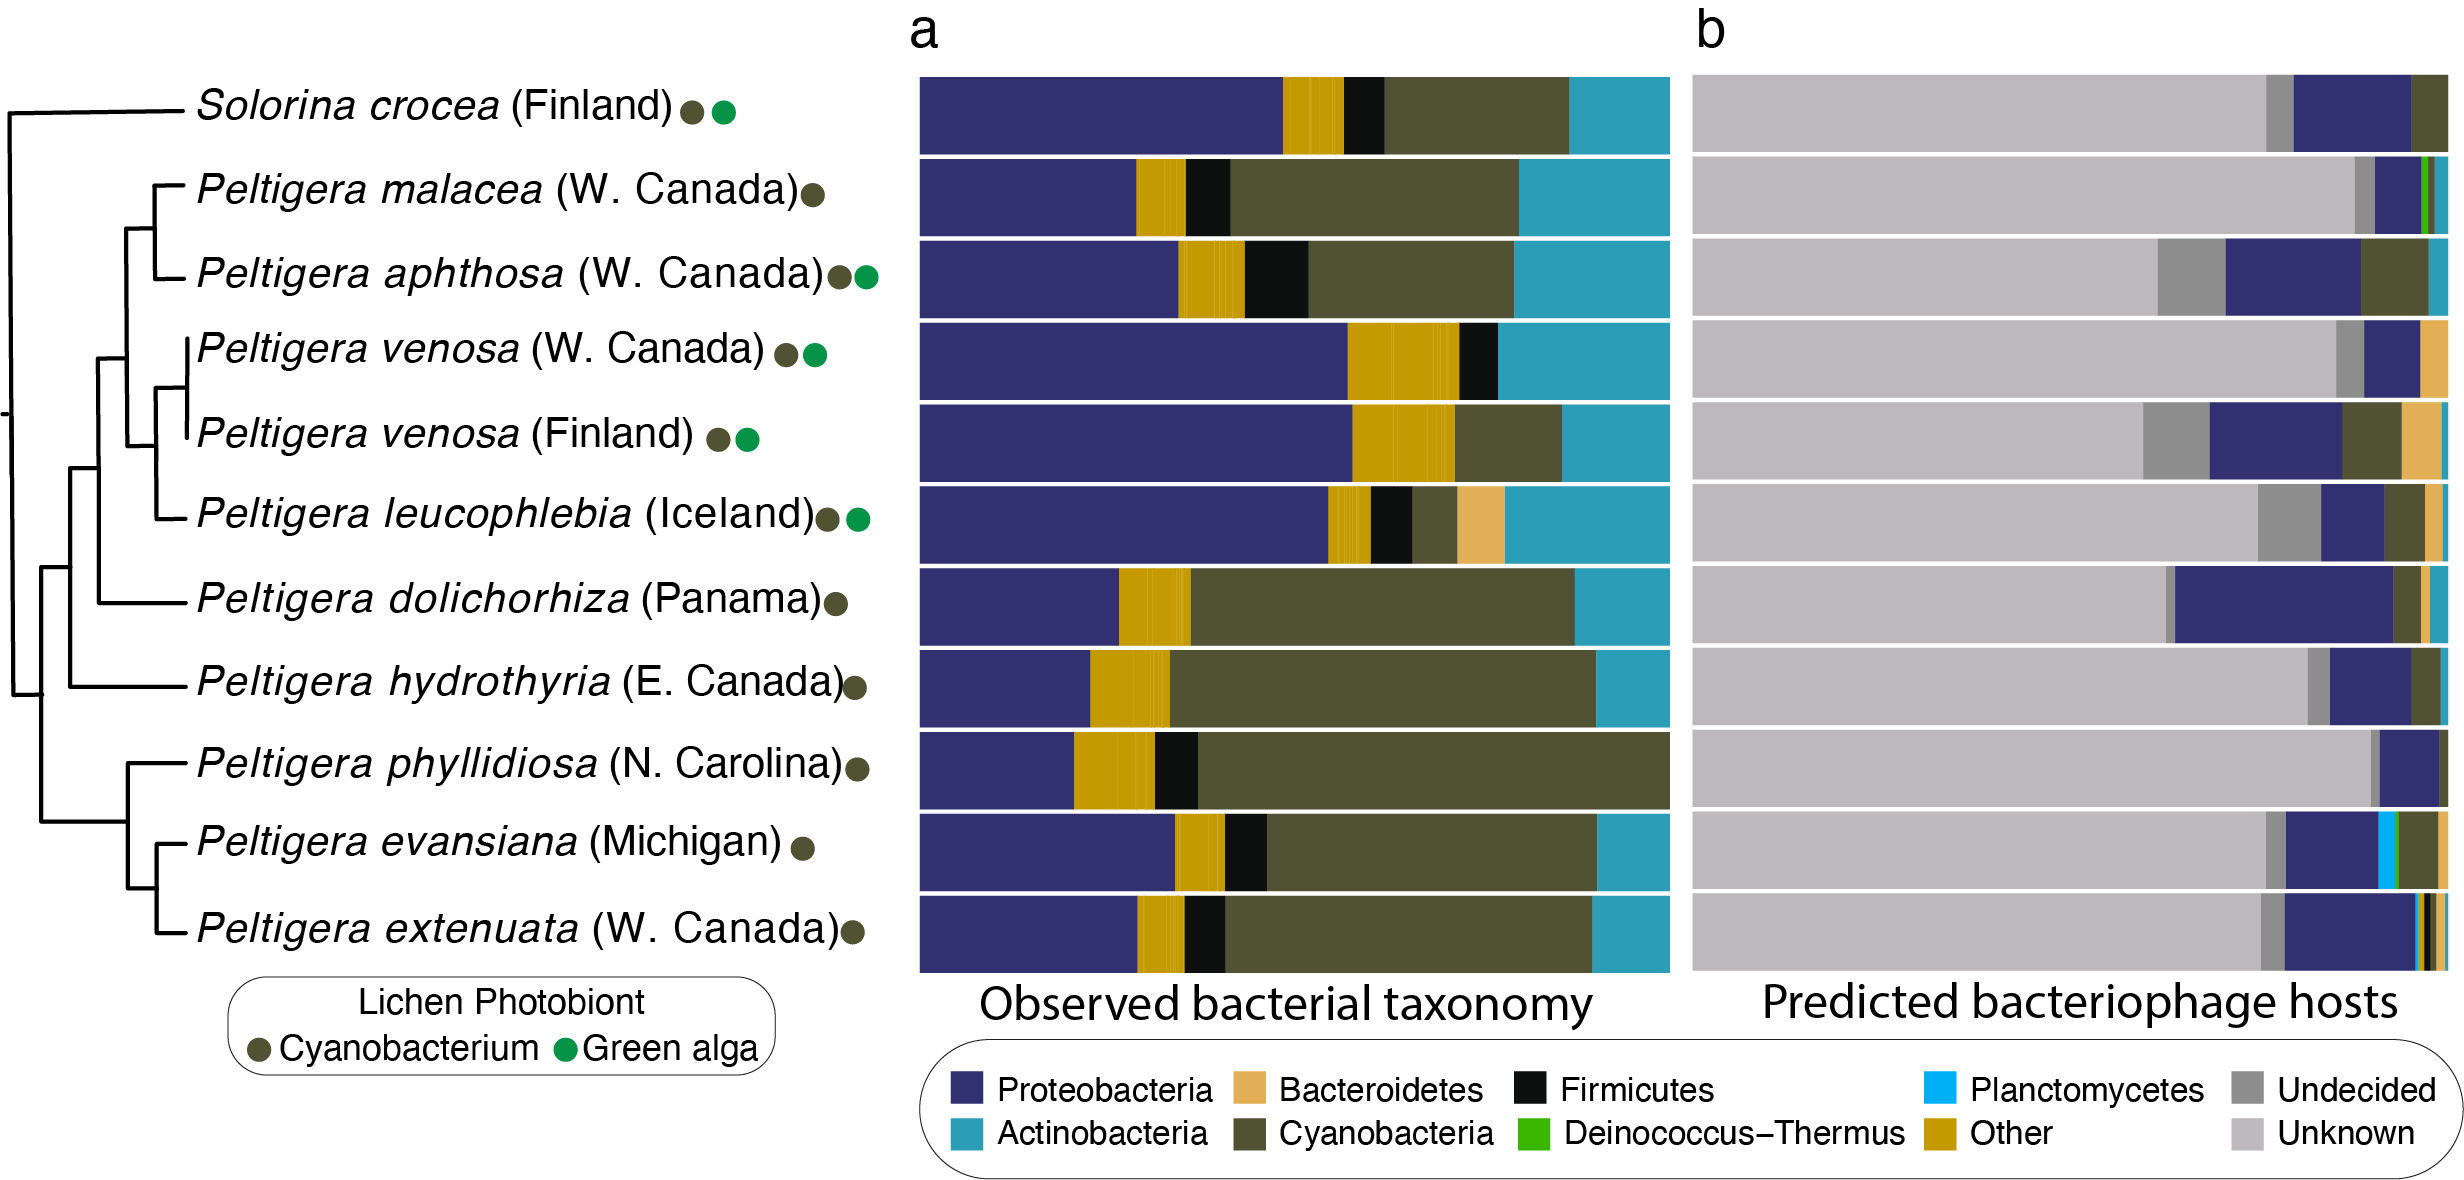 a
b
Solorina crocea (Finland)
Peltigera malacea (W. Canada)
Peltigera aphthosa (W. Canada)
Peltigera venosa (W. Canada)
Peltigera venosa (Finland)
Peltigera leucophlebia (Iceland)
Peltigera dolichorhiza (Panama)
Peltigera hydrothyria (E. Canada)
Peltigera phyllidiosa (N. Carolina)
Peltigera evansiana (Michigan)
Peltigera extenuata (W. Canada)
Lichen Photobiont
Cyanobacterium Green alga
Observed bacterial taxonomy
Predicted bacteriophage hosts
Proteobacteria Bacteroidetes Firmicutes Planctomycetes Undecided
Actinobacteria Cyanobacteria Deinococcus−Thermus Other Unknown